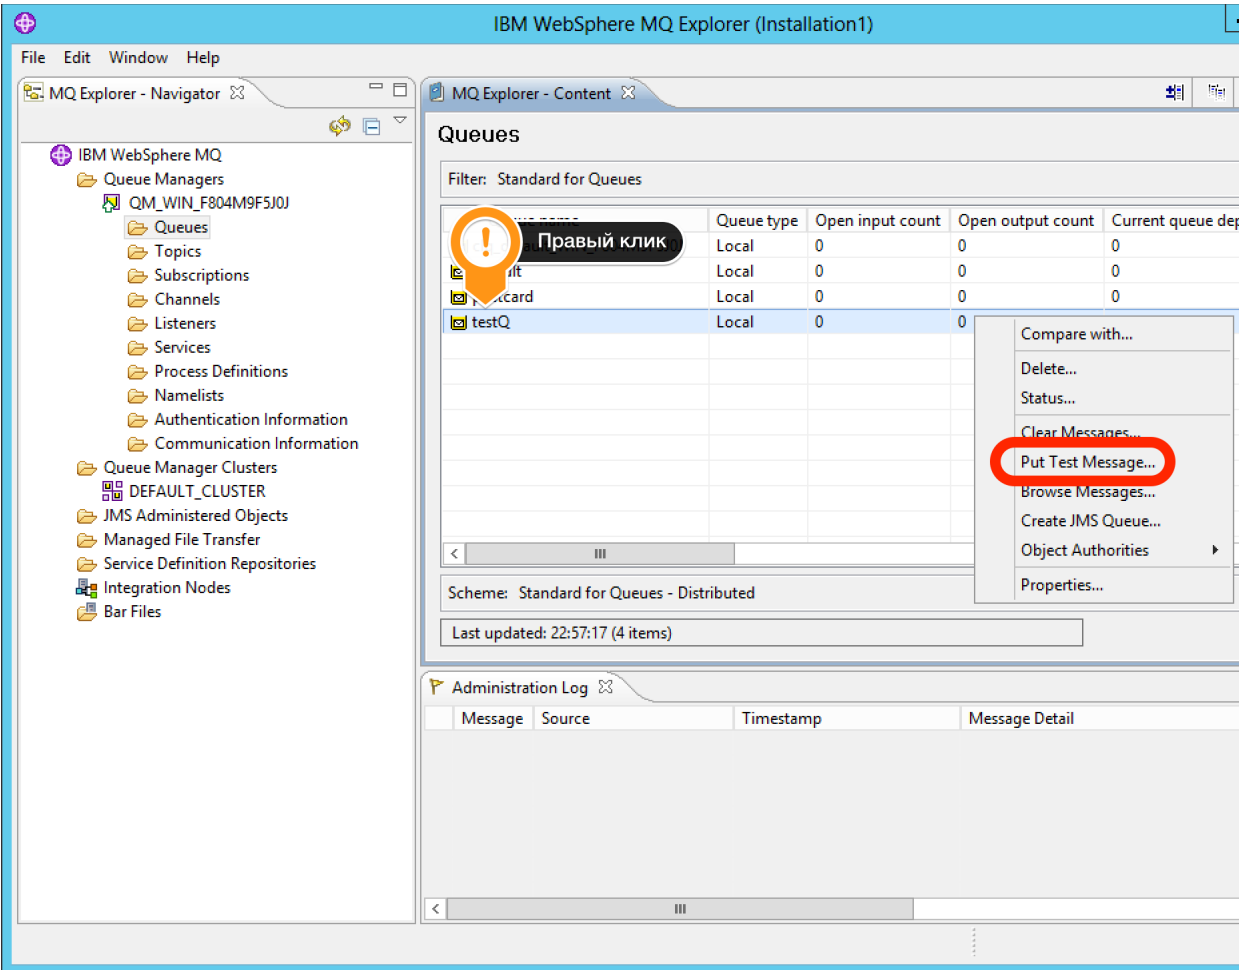 IBM WebSphere MQ Explorer (Installation1)
File Edit Window Help
MQ Explorer - Navigator
IBM WebSphere MQ
Queue Managers
QM_WIN_F804M9F5J0J
Queues
Topics
Subscriptions
Channels
Listeners
Services
Process Definitions
Namelists
Authentication Information
Communication Information
Queue Manager Clusters
DEFAULT_CLUSTER
JMS Administered Objects
Managed File Transfer
Service Definition Repositories
Integration Nodes
Bar Files
MQ Explorer - Content
Queues
Filter: Standard for Queues
Queue type Open input count Open output count Current queue dep
Правый клик
Local 0 0 0
Local 0 0 0
Local 0 0 0
testQ Local 0 0
Compare with...
Delete...
Status...
Clear Messages...
Put Test Message...
Browse Messages...
Create JMS Queue...
Object Authorities
Properties...
Scheme: Standard for Queues - Distributed
Last updated: 22:57:17 (4 items)
Administration Log
Message Source Timestamp Message Detail